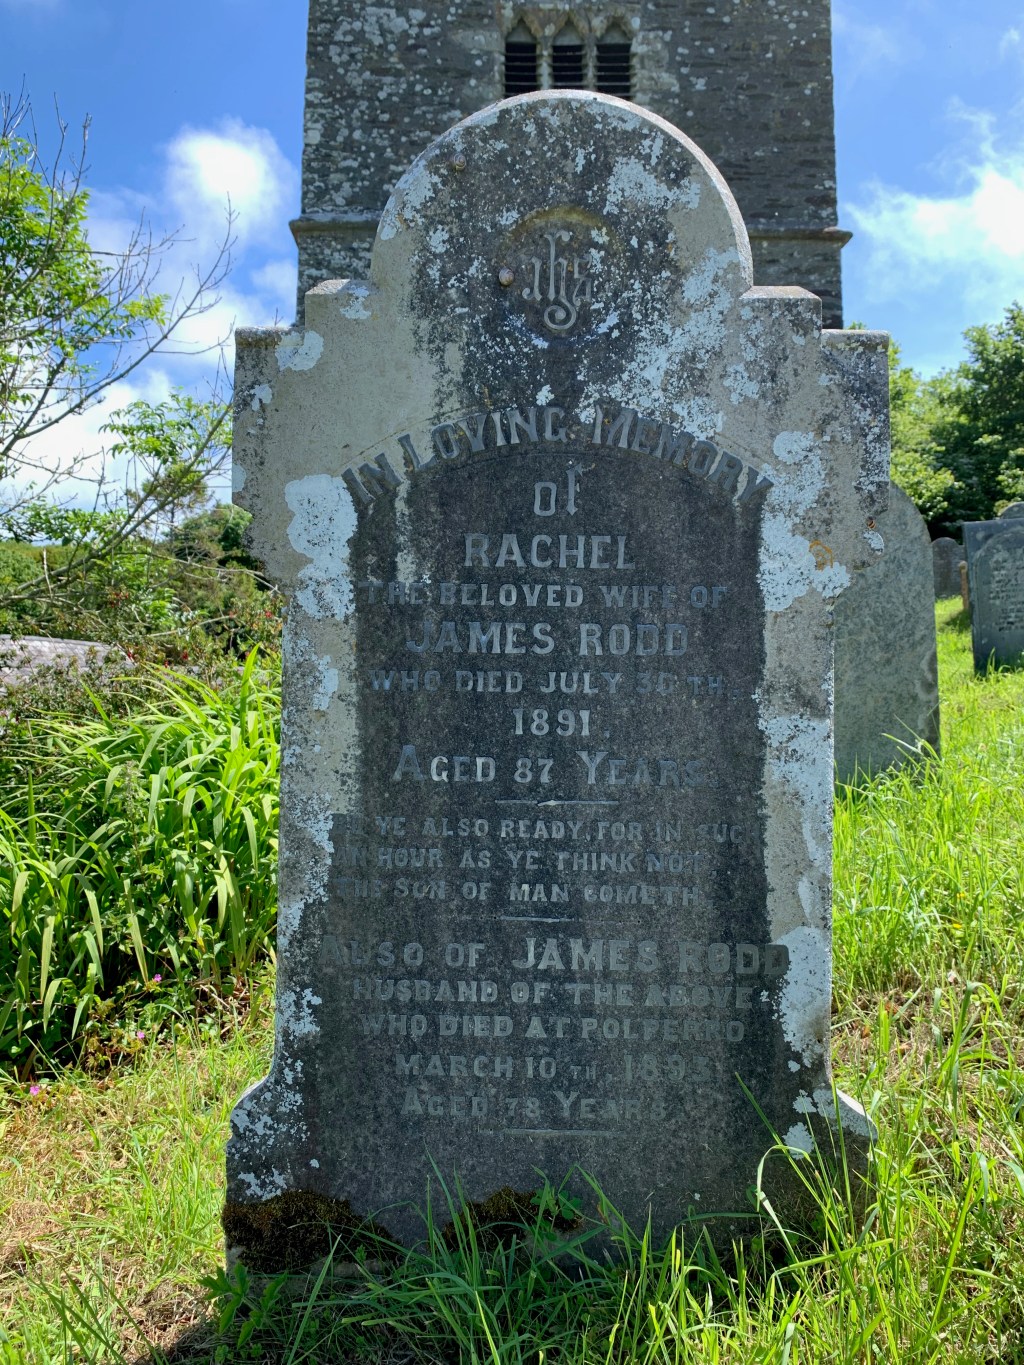 ihs
IN LOVING MEMORY
of
RACHEL
THE BELOVED WIFE OF
JAMES RODD
WHO DIED JULY 30TH
1891.
AGED 87 YEARS
BE YE ALSO READY, FOR IN SUC
AN HOUR AS YE THINK NOT
THE SON OF MAN COMETH
ALSO OF JAMES RODD
HUSBAND OF THE ABOVE
WHO DIED AT POLPERRO
MARCH 10TH
AGED 78 YEARS